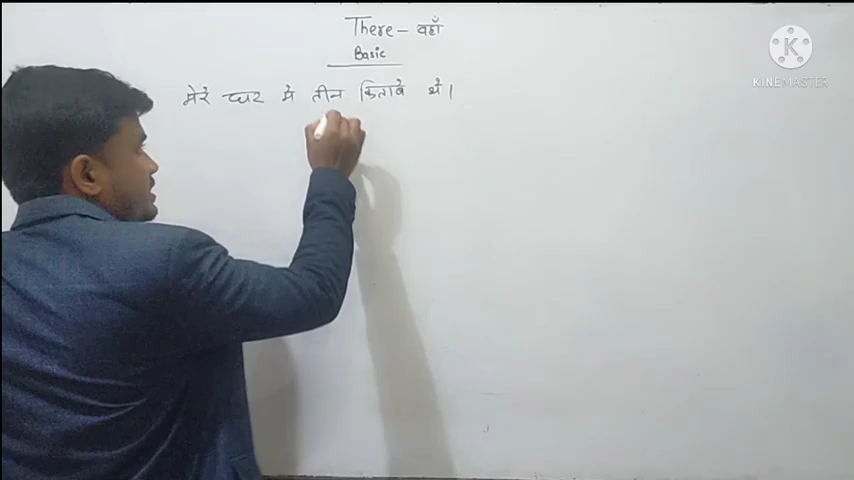 There – वहाँ
Basic
मेरे घर में तीन किताबे थे।
KINEMASTER